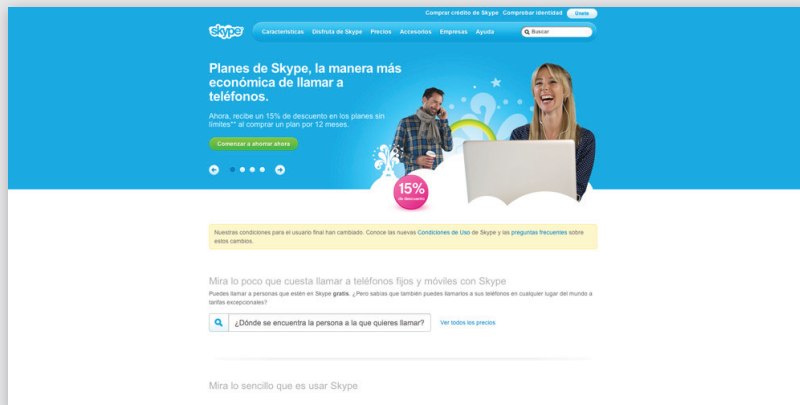 Comprar crédito de Skype Comprobar identidad Únete
skype
Características Disfruta de Skype Precios Accesorios Empresas Ayuda Buscar
Planes de Skype, la manera más
económica de llamar a
teléfonos.
Ahora, recibe un 15% de descuento en los planes sin
límites** al comprar un plan por 12 meses.
Comenzar a ahorrar ahora
15%
de descuento
Nuestras condiciones para el usuario final han cambiado. Conoce las nuevas Condiciones de Uso de Skype y las preguntas frecuentes sobre
estos cambios.
Mira lo poco que cuesta llamar a teléfonos fijos y móviles con Skype
Puedes llamar a personas que estén en Skype gratis. ¿Pero sabías que también puedes llamarlos a sus teléfonos en cualquier lugar del mundo a
tarifas excepcionales?
¿Dónde se encuentra la persona a la que quieres llamar? Ver todos los precios
Mira lo sencillo que es usar Skype